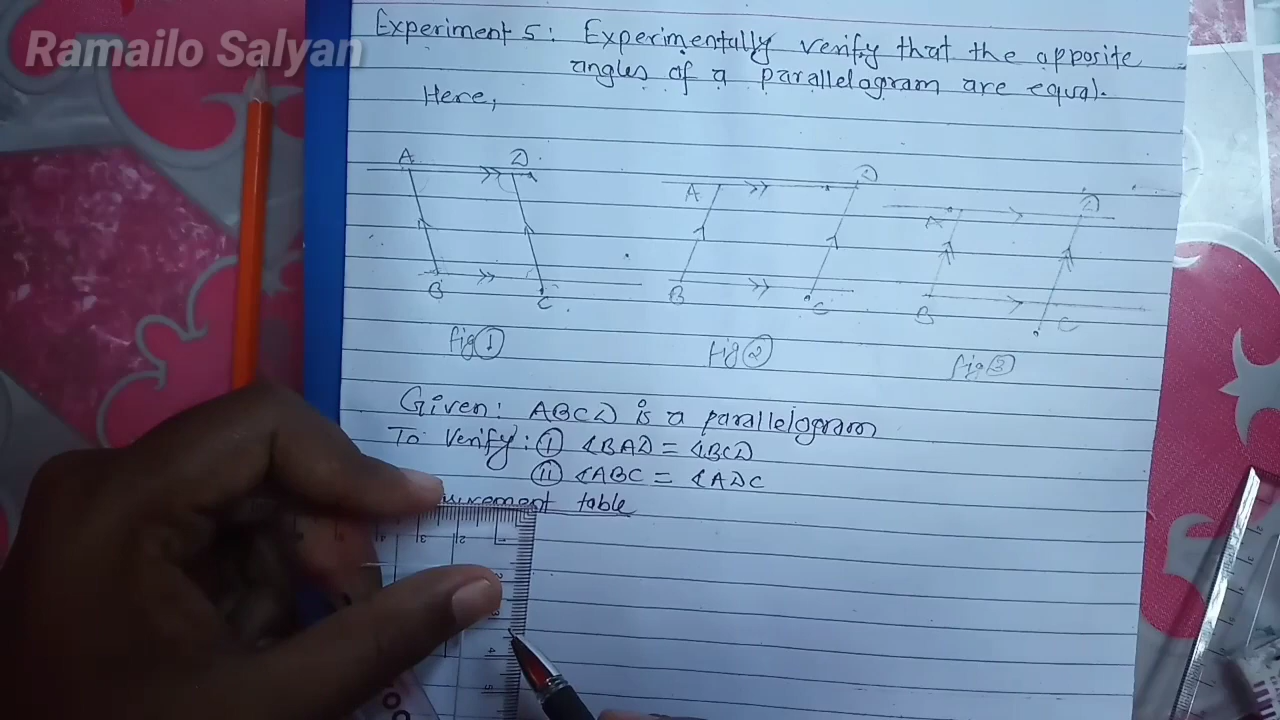 Ramailo Salyan
Experiment 5: Experimentally verify that the opposite
angles of a parallelogram are equal.
Here,
A D
B C
fig ①
A D
B C
fig ②
A D
B C
fig ③
Given: ABCD is a parallelogram
To Verify: Ⓘ ∡BAD = ∡BCD
Ⓘⓘ ∡ABC = ∡ADC
urement table